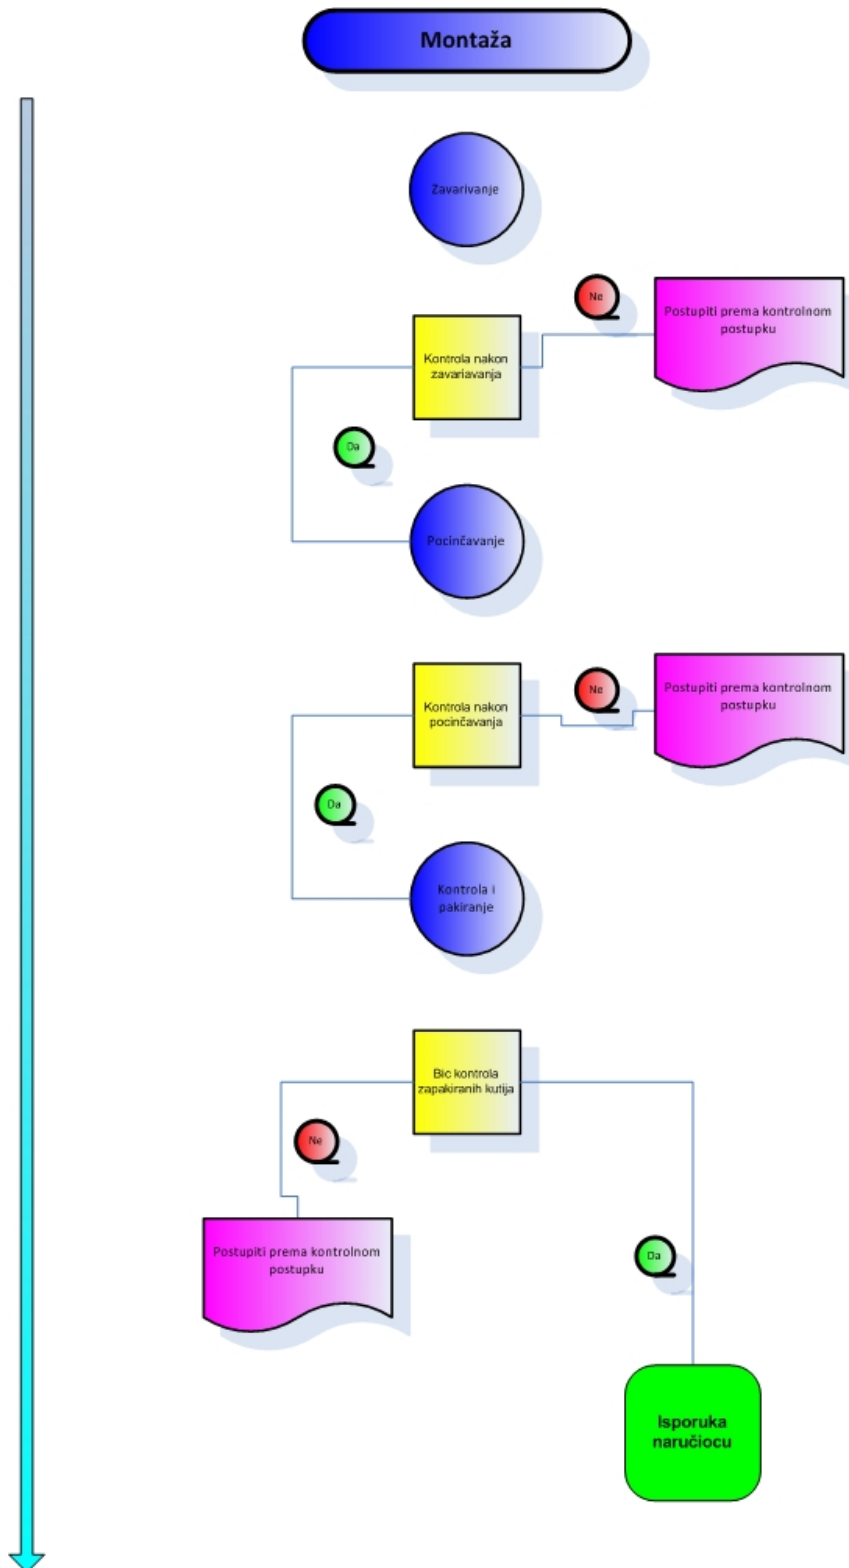 Montaža
Zavarivanje
Ne
Postupiti prema kontrolnom
postupku
Kontrola nakon
zavariavanja
Da
Pocinčavanje
Ne
Postupiti prema kontrolnom
postupku
Kontrola nakon
pocinčavanja
Da
Kontrola i
pakiranje
Bic kontrola
zapakiranih kutija
Ne
Postupiti prema kontrolnom
postupku
Da
Isporuka
naručiocu